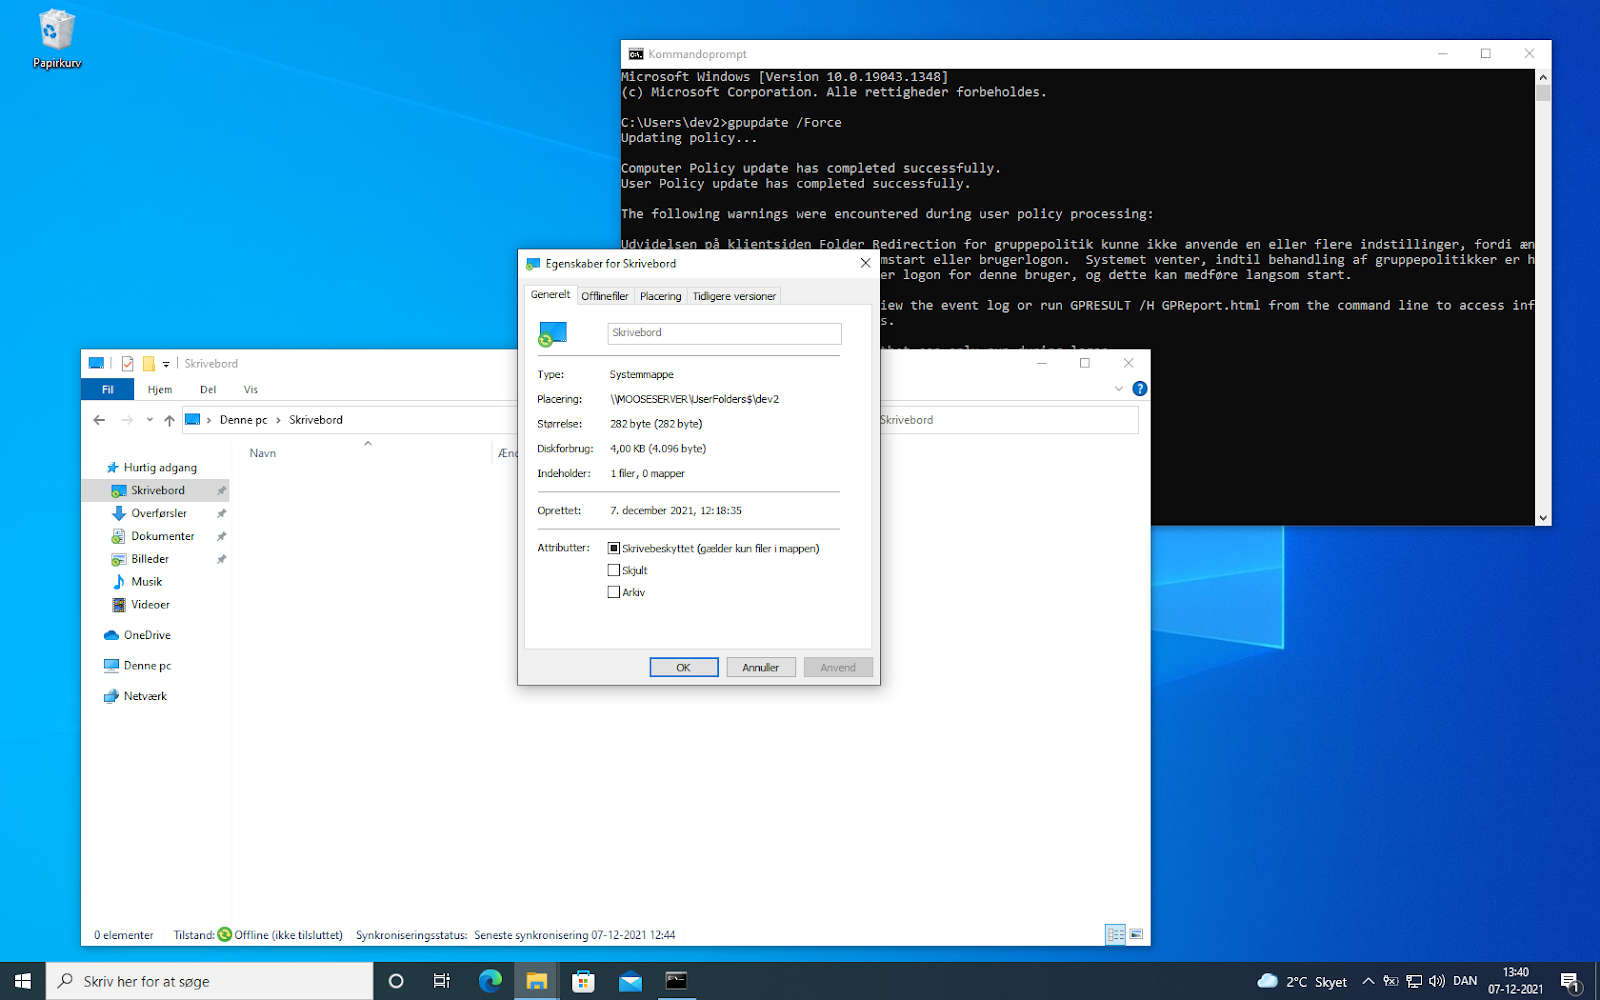 Papirkurv
Kommandoprompt
Microsoft Windows [Version 10.0.19043.1348]
(c) Microsoft Corporation. Alle rettigheder forbeholdes.
C:\Users\dev2>gpupdate /Force
Updating policy...
Computer Policy update has completed successfully.
User Policy update has completed successfully.
The following warnings were encountered during user policy processing:
Udvidelsen på klientsiden Folder Redirection for gruppepolitik kunne ikke anvende en eller flere indstillinger, fordi æn
mstart eller brugerlogon.  Systemet venter, indtil behandling af gruppepolitikker er h
er logon for denne bruger, og dette kan medføre langsom start.
iew the event log or run GPRESULT /H GPReport.html from the command line to access inf
s.
that can only run during logon
Egenskaber for Skrivebord
Generelt
Offlinefiler
Placering
Tidligere versioner
Skrivebord
Type: Systemmappe
Placering: \\MOOSESERVER\UserFolders$\dev2
Størrelse: 282 byte (282 byte)
Diskforbrug: 4,00 KB (4.096 byte)
Indeholder: 1 filer, 0 mapper
Oprettet: 7. december 2021, 12:18:35
Attributter: Skrivebeskyttet (gælder kun filer i mappen)
Skjult
Arkiv
OK Annuller Anvend
Skrivebord
Fil Hjem Del Vis
Denne pc > Skrivebord
Skrivebord
Navn
Ænd
Hurtig adgang
Skrivebord
Overførsler
Dokumenter
Billeder
Musik
Videoer
OneDrive
Denne pc
Netværk
0 elementer Tilstand: Offline (ikke tilsluttet) Synkroniseringsstatus: Seneste synkronisering 07-12-2021 12:44
Skriv her for at søge
2°C Skyet
DAN
13:40
07-12-2021
1